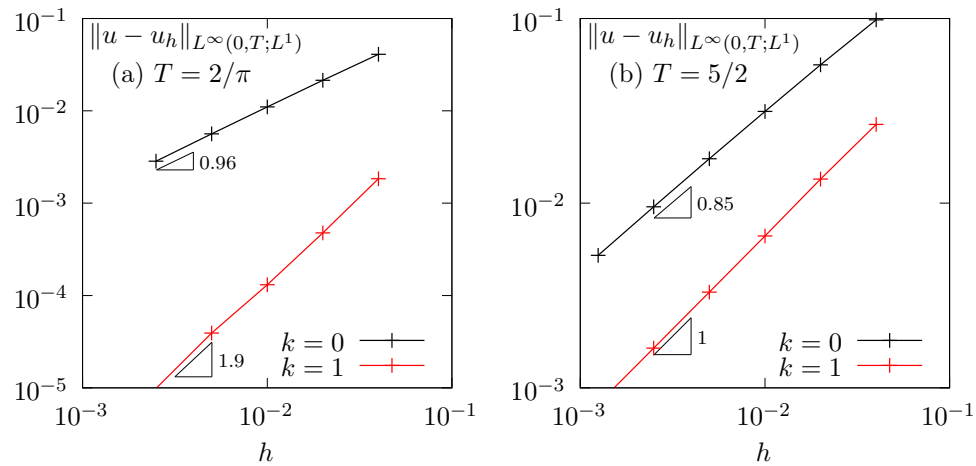 10^{-1}
‖u − u_h‖_{L^∞(0,T;L^1)}
(a) T = 2/π
10^{-2}
0.96
10^{-3}
10^{-4}
k = 0
k = 1
1.9
10^{-5}
10^{-3} 10^{-2} 10^{-1}
h
10^{-1}
‖u − u_h‖_{L^∞(0,T;L^1)}
(b) T = 5/2
10^{-2}
0.85
1
k = 0
k = 1
10^{-3}
10^{-3} 10^{-2} 10^{-1}
h